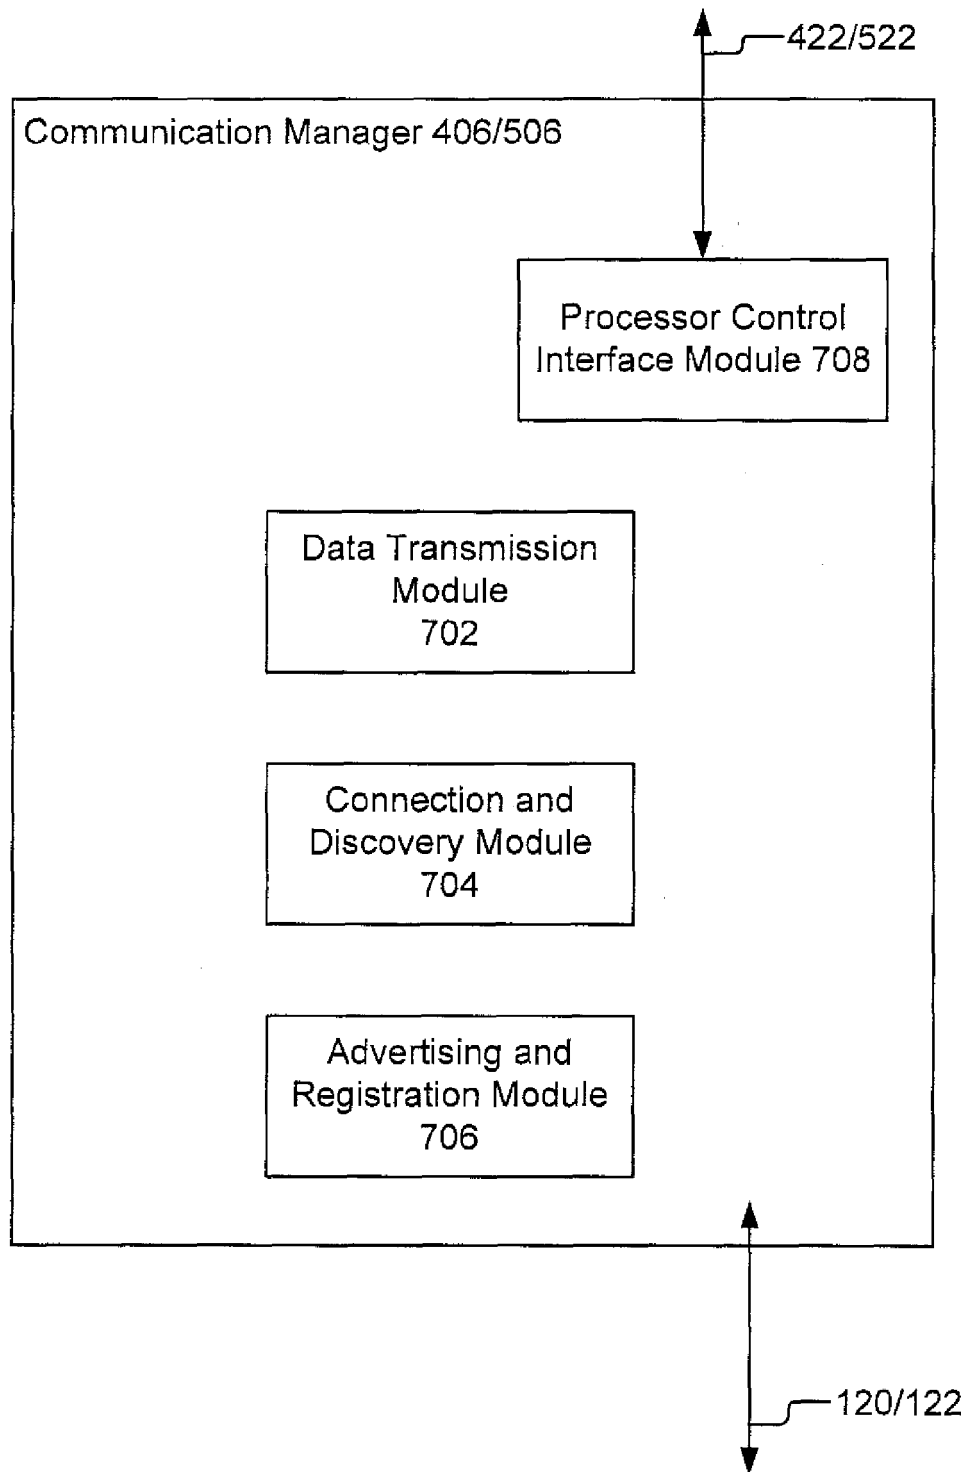 422/522
Communication Manager 406/506
Processor Control
Interface Module 708
Data Transmission
Module
702
Connection and
Discovery Module
704
Advertising and
Registration Module
706
120/122